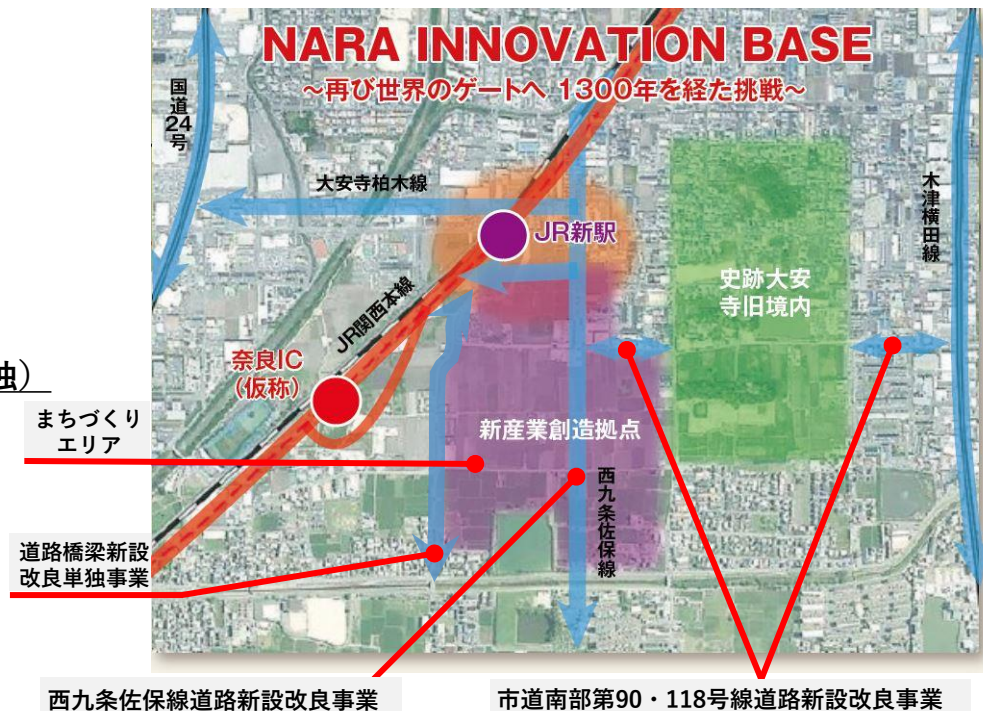 NARA INNOVATION BASE
～再び世界のゲートへ 1300年を経た挑戦～
国道24号
大安寺柏木線
木津横田線
JR新駅
史跡大安
寺旧境内
JR関西本線
奈良IC
(仮称)
独）
まちづくり
エリア
新産業創造拠点
西九条佐保線
道路橋梁新設
改良単独事業
西九条佐保線道路新設改良事業
市道南部第90・118号線道路新設改良事業